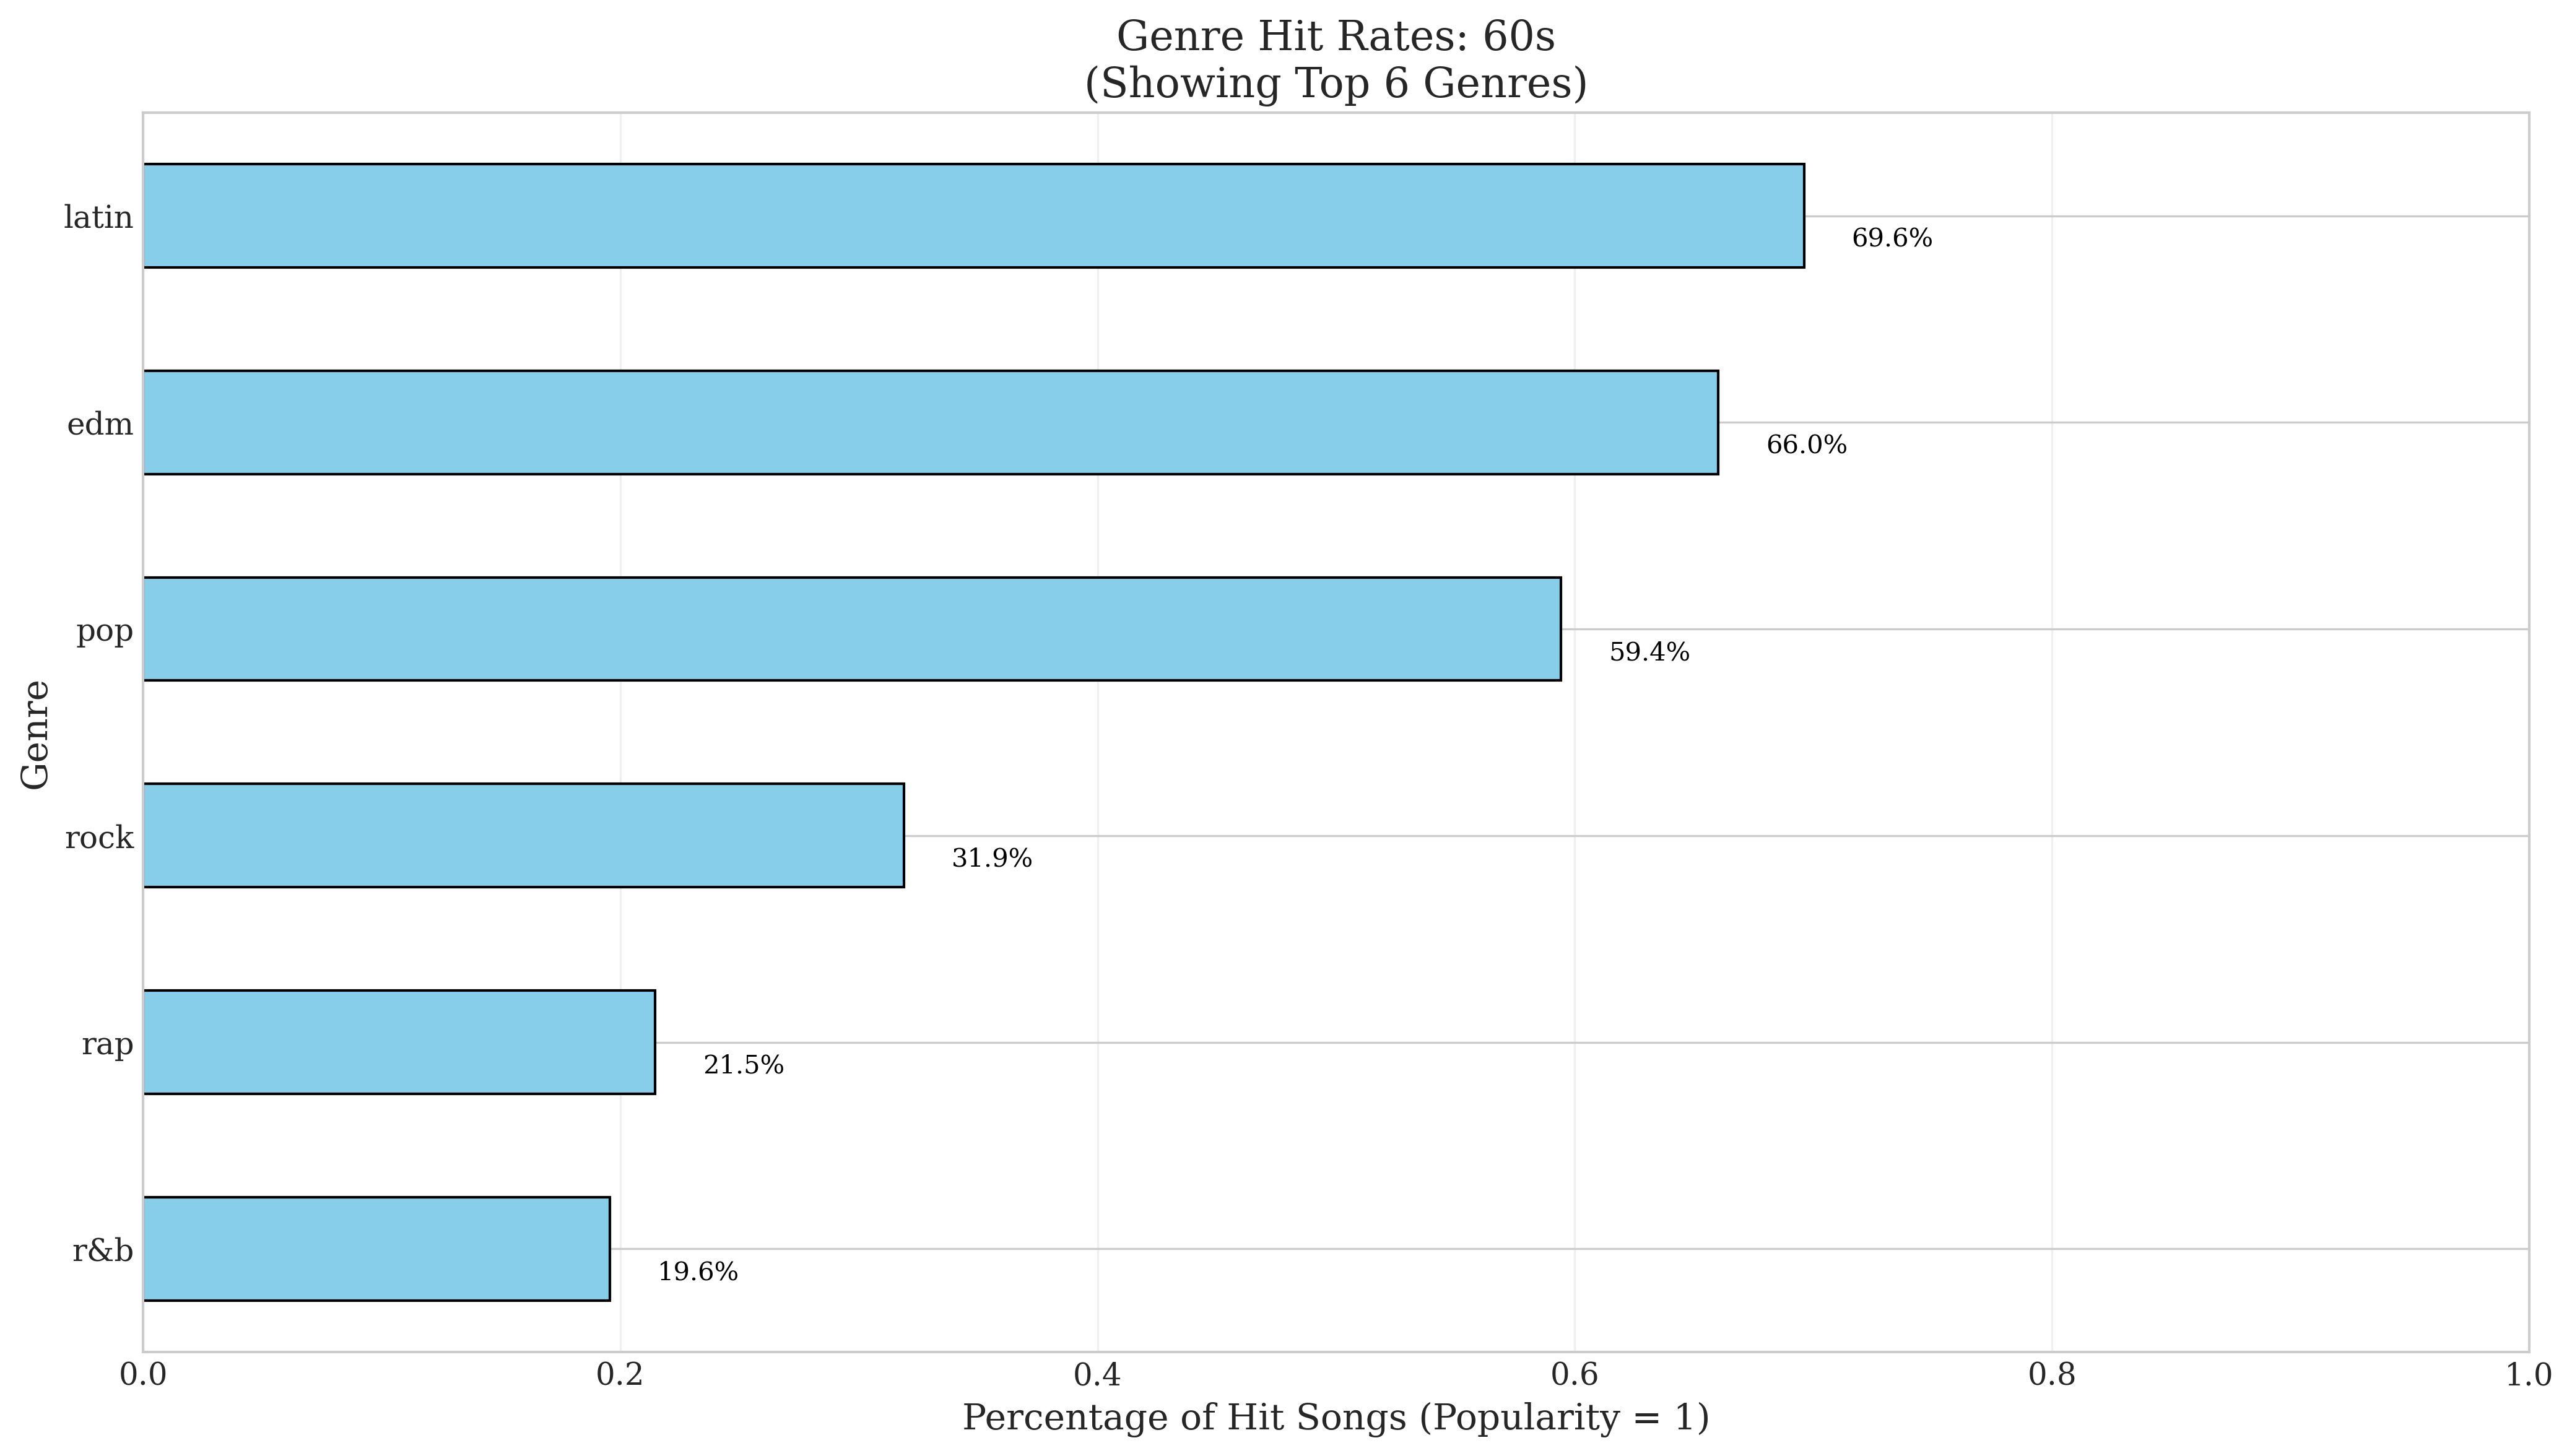 Genre Hit Rates: 60s
(Showing Top 6 Genres)
latin
69.6%
edm
66.0%
pop
59.4%
Genre
rock
31.9%
rap
21.5%
r&b
19.6%
0.0 0.2 0.4 0.6 0.8 1.0
Percentage of Hit Songs (Popularity = 1)